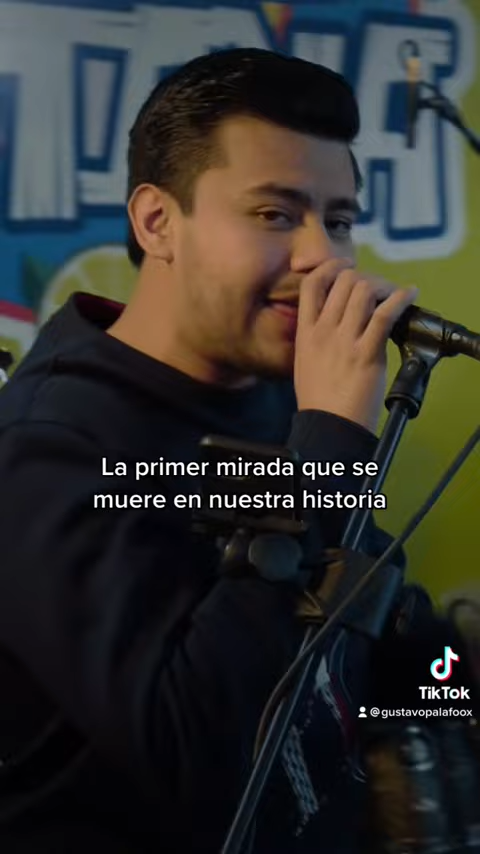 La primer mirada que se
muere en nuestra historia
TikTok
@gustavopalafoox